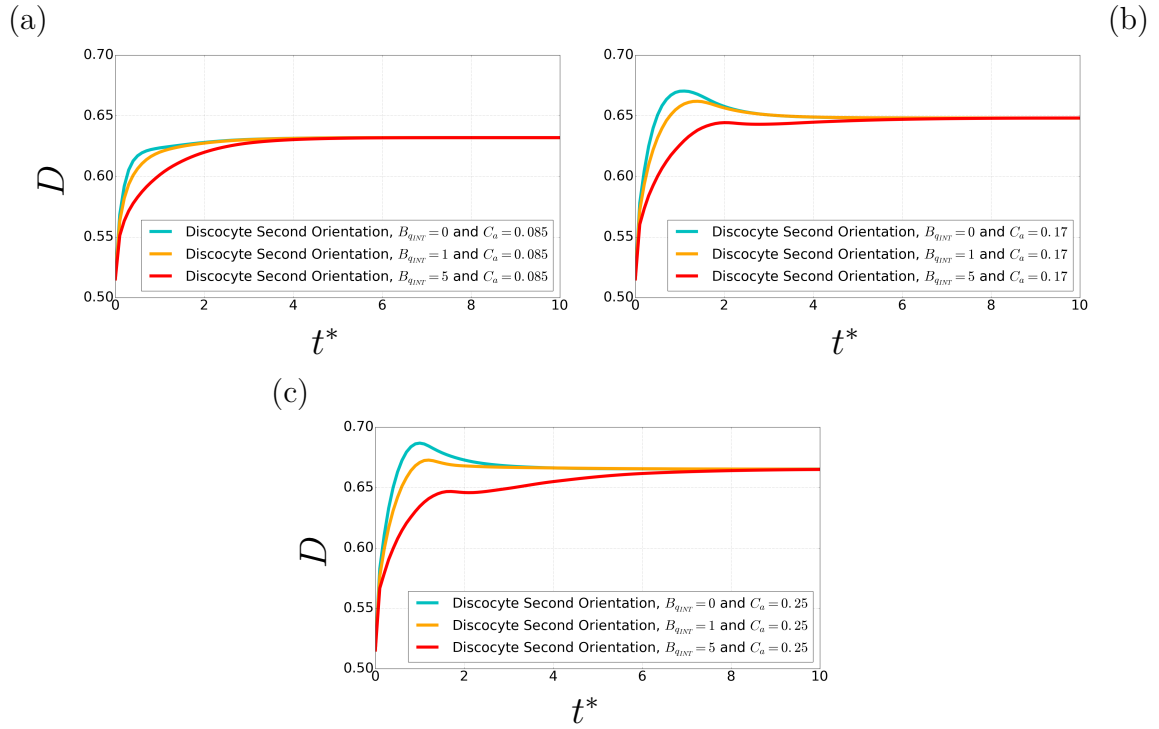 (a)
(b)
0.70
0.65
0.60
0.55
0.50
D
Discocyte Second Orientation, B_{q_{INT}} = 0 and C_a = 0.085
Discocyte Second Orientation, B_{q_{INT}} = 1 and C_a = 0.085
Discocyte Second Orientation, B_{q_{INT}} = 5 and C_a = 0.085
0 2 4 6 8 10
t*
0.70
0.65
0.60
0.55
0.50
Discocyte Second Orientation, B_{q_{INT}} = 0 and C_a = 0.17
Discocyte Second Orientation, B_{q_{INT}} = 1 and C_a = 0.17
Discocyte Second Orientation, B_{q_{INT}} = 5 and C_a = 0.17
0 2 4 6 8 10
t*
(c)
0.70
0.65
0.60
0.55
0.50
D
Discocyte Second Orientation, B_{q_{INT}} = 0 and C_a = 0.25
Discocyte Second Orientation, B_{q_{INT}} = 1 and C_a = 0.25
Discocyte Second Orientation, B_{q_{INT}} = 5 and C_a = 0.25
0 2 4 6 8 10
t*